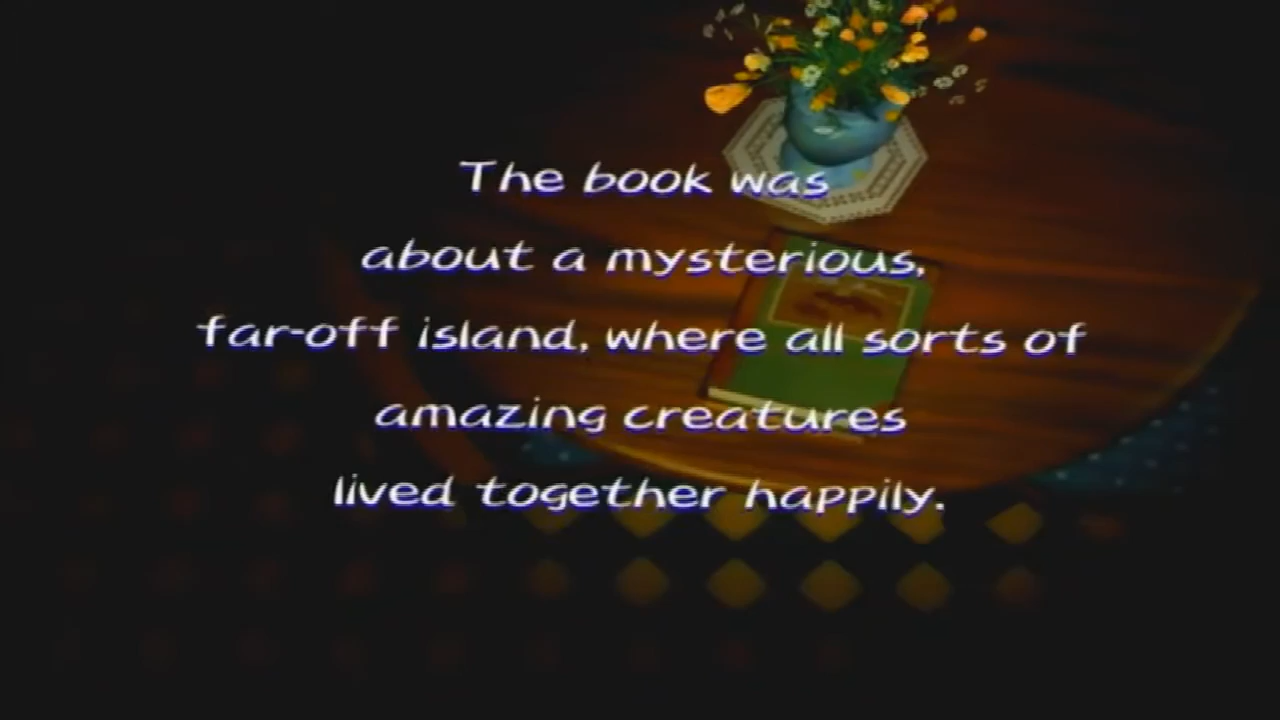 The book was
about a mysterious,
far-off island, where all sorts of
amazing creatures
lived together happily.